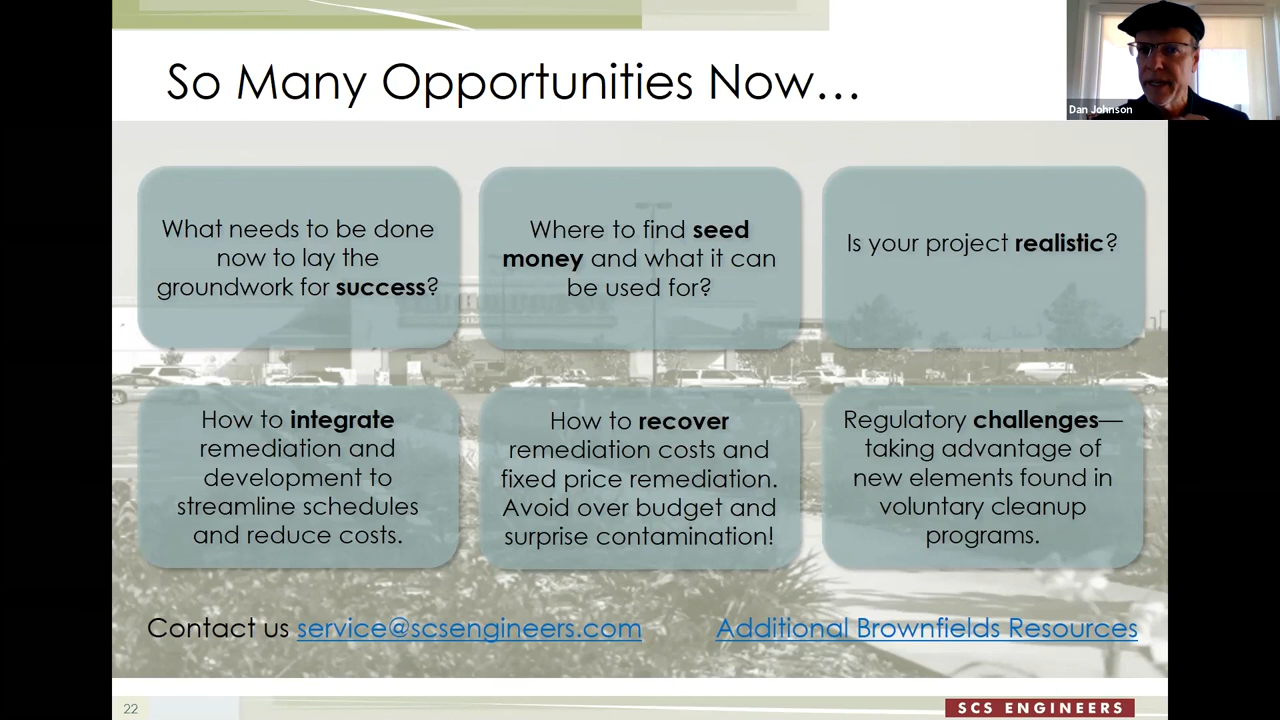 So Many Opportunities Now...
Dan Johnson
What needs to be done
now to lay the
groundwork for success?
Where to find seed
money and what it can
be used for?
Is your project realistic?
How to integrate
remediation and
development to
streamline schedules
and reduce costs.
How to recover
remediation costs and
fixed price remediation.
Avoid over budget and
surprise contamination!
Regulatory challenges—
taking advantage of
new elements found in
voluntary cleanup
programs.
Contact us service@scsengineers.com
Additional Brownfields Resources
22
SCS ENGINEERS